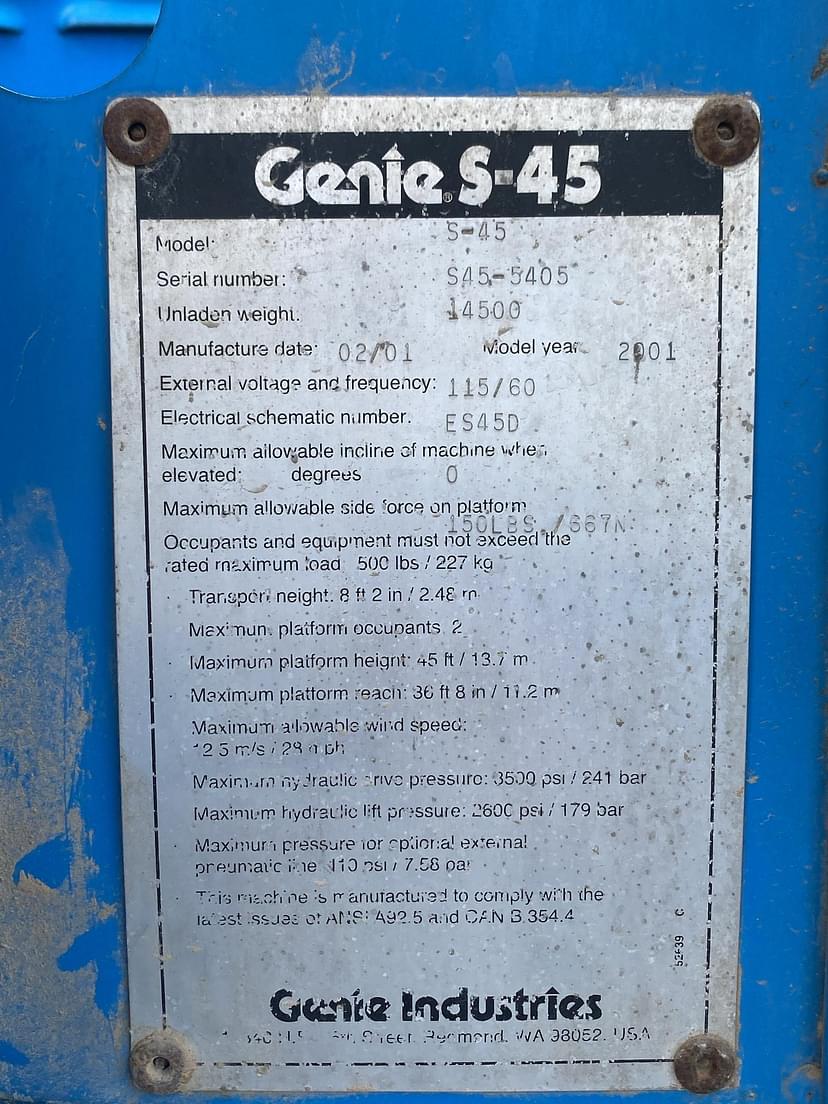 Genie S-45
Model: S-45
Serial number: S45-5405
Unladen weight: 14500
Manufacture date: 02/01 Model year 2001
External voltage and frequency: 115/60
Electrical schematic number: ES45D
Maximum allowable incline of machine when
elevated: degrees 0
Maximum allowable side force on platform
150LBS / 667N
Occupants and equipment must not exceed the
rated maximum load 500 lbs / 227 kg
Transport height: 8 ft 2 in / 2.48 m
Maximum platform occupants 2
Maximum platform height: 45 ft / 13.7 m
Maximum platform reach: 36 ft 8 in / 11.2 m
Maximum allowable wind speed:
12.5 m/s / 28 mph
Maximum hydraulic drive pressure: 3500 psi / 241 bar
Maximum hydraulic lift pressure: 2600 psi / 179 bar
Maximum pressure for optional external
pneumatic line 110 psi / 7.58 bar
This machine is manufactured to comply with the
latest issues of ANSI A92.5 and CAN B.354.4
C
Genie Industries
Street Redmond, WA 98052. USA